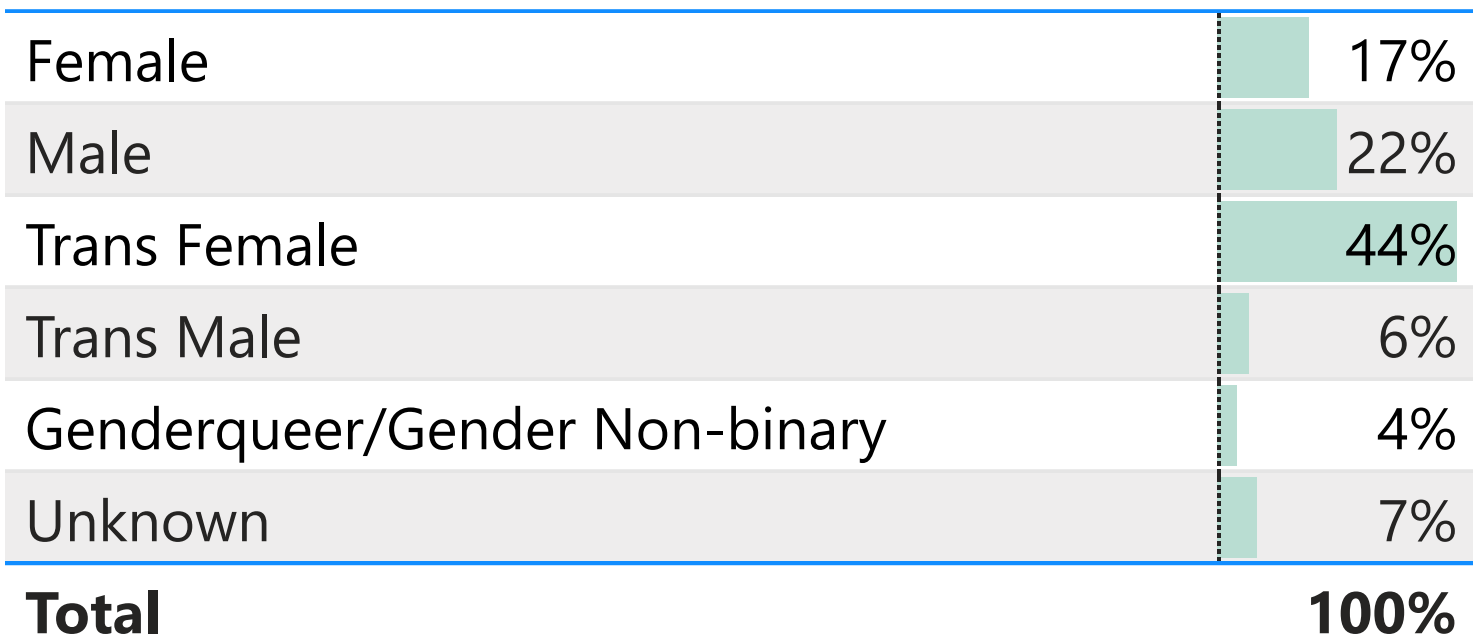 Female 17%
Male 22%
Trans Female 44%
Trans Male 6%
Genderqueer/Gender Non-binary 4%
Unknown 7%
Total 100%